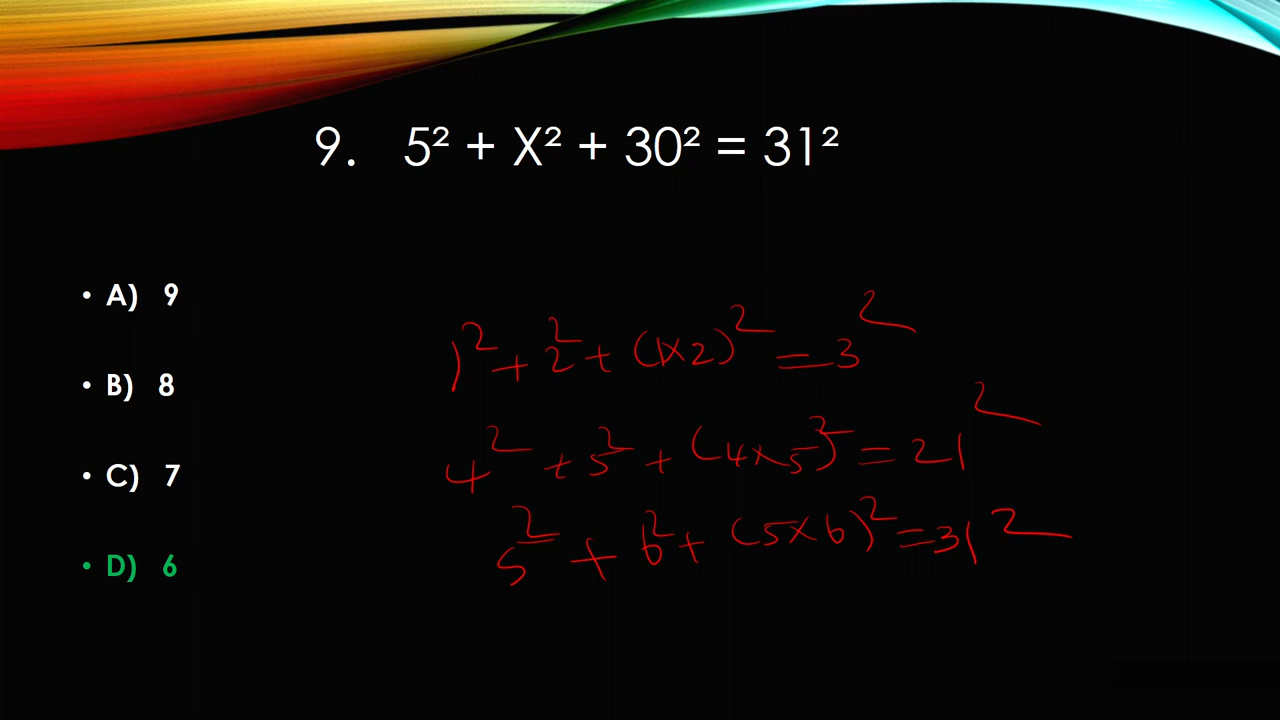 9. 5² + X² + 30² = 31²
• A) 9
• B) 8
• C) 7
• D) 6
1² + 2² + (1×2)² = 3²
4² + 5² + (4×5)² = 21²
5² + 6² + (5×6)² = 31²